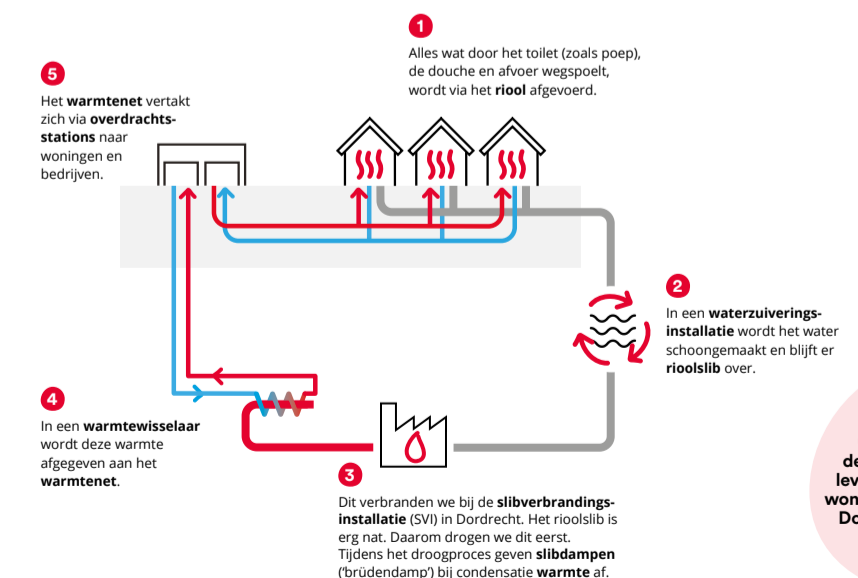 1
Alles wat door het toilet (zoals poep),
de douche en afvoer wegspoelt,
wordt via het riool afgevoerd.
2
In een waterzuiverings-
installatie wordt het water
schoongemaakt en blijft er
rioolslib over.
3
Dit verbranden we bij de slibverbrandings-
installatie (SVI) in Dordrecht. Het rioolslib is
erg nat. Daarom drogen we dit eerst.
Tijdens het droogproces geven slibdampen
('brüdendamp') bij condensatie warmte af.
4
In een warmtewisselaar
wordt deze warmte
afgegeven aan het
warmtenet.
5
Het warmtenet vertakt
zich via overdrachts-
stations naar
woningen en
bedrijven.